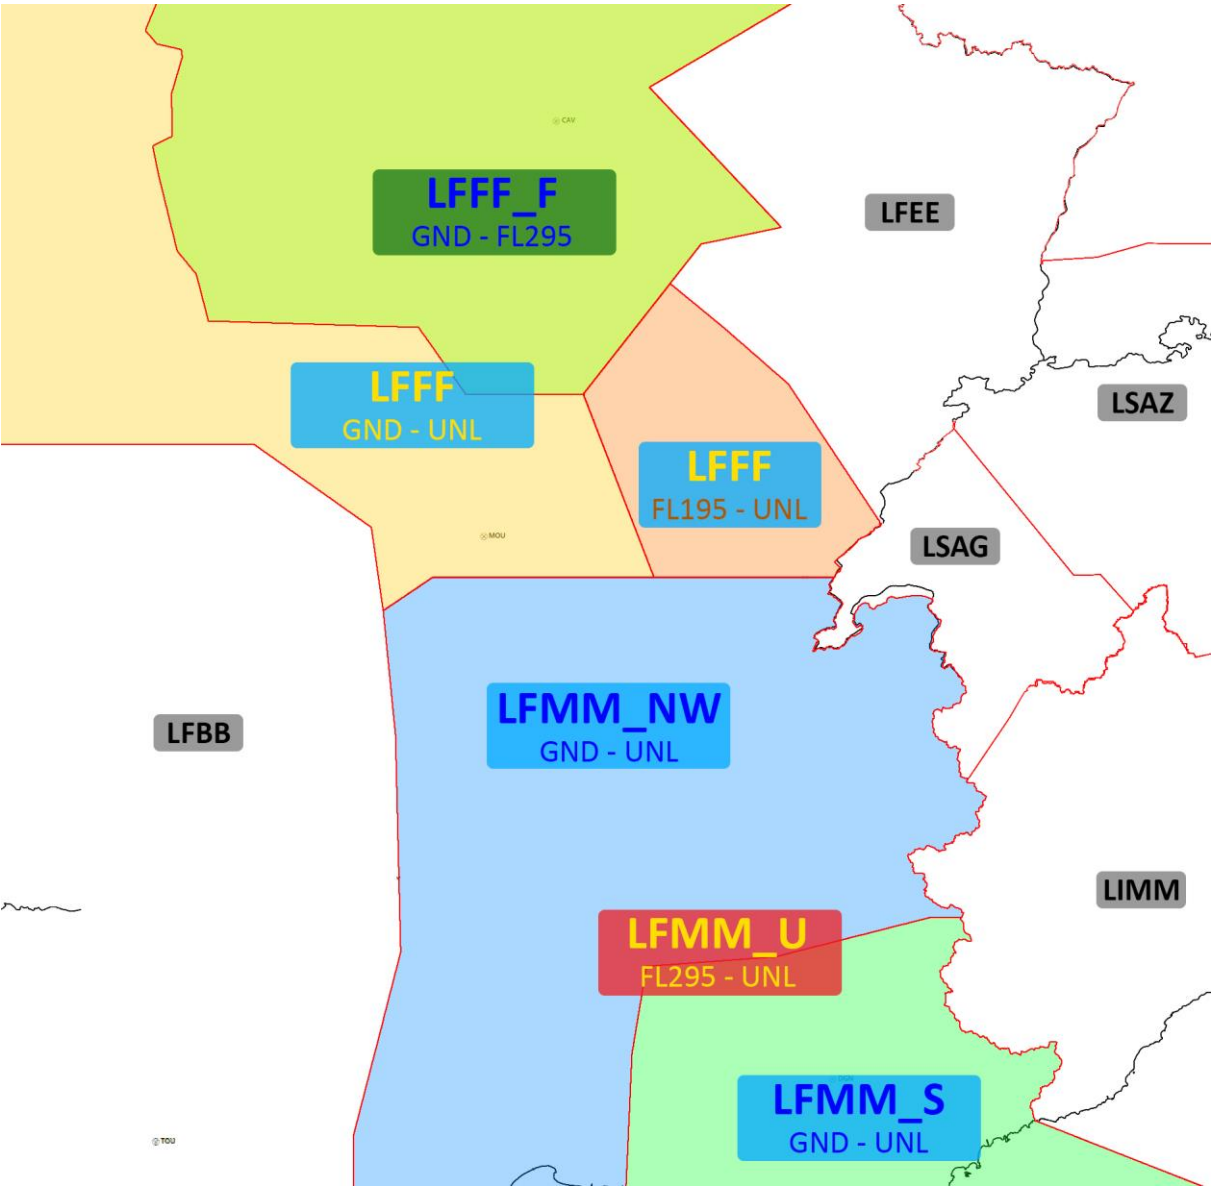 CAV
LFFF_F
GND - FL295
LFEE
LFFF
GND - UNL
LSAZ
LFFF
FL195 - UNL
MOU
LSAG
LFMM_NW
GND - UNL
LFBB
LIMM
LFMM_U
FL295 - UNL
LFMM_S
GND - UNL
TOU